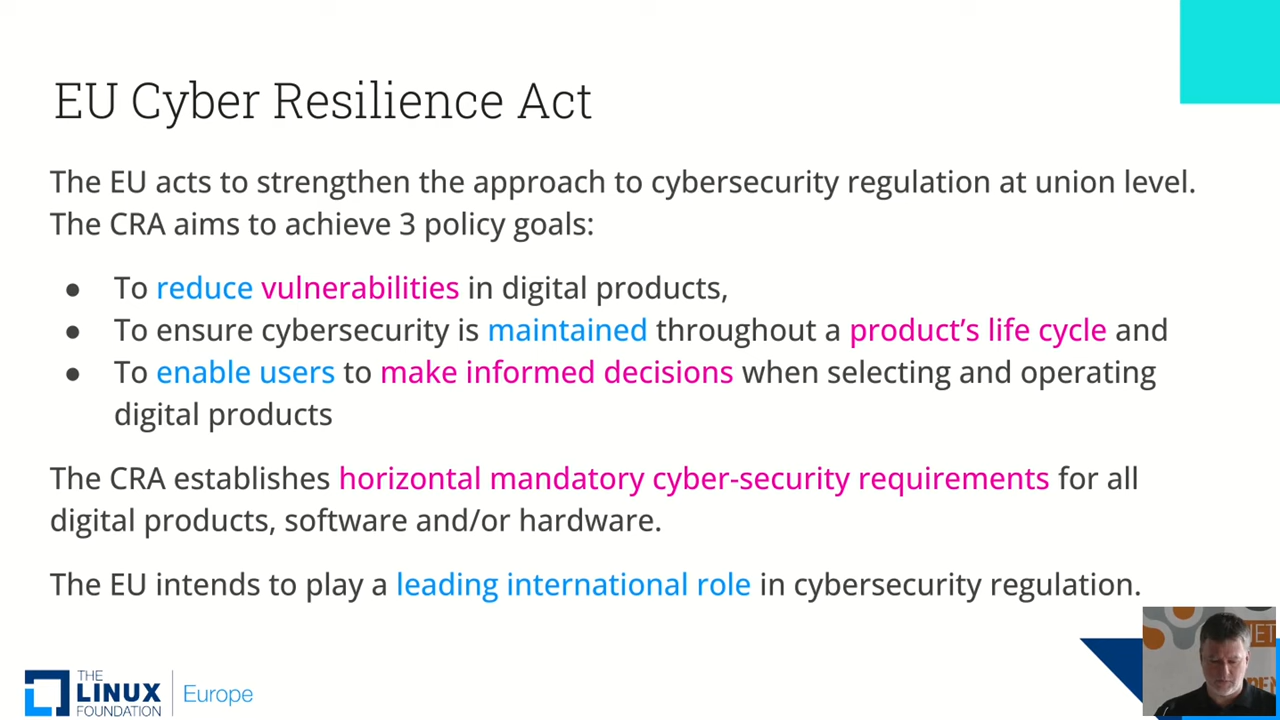 EU Cyber Resilience Act
The EU acts to strengthen the approach to cybersecurity regulation at union level.
The CRA aims to achieve 3 policy goals:
● To reduce vulnerabilities in digital products,
● To ensure cybersecurity is maintained throughout a product's life cycle and
● To enable users to make informed decisions when selecting and operating
digital products
The CRA establishes horizontal mandatory cyber-security requirements for all
digital products, software and/or hardware.
The EU intends to play a leading international role in cybersecurity regulation.
THE
LINUX
FOUNDATION
Europe